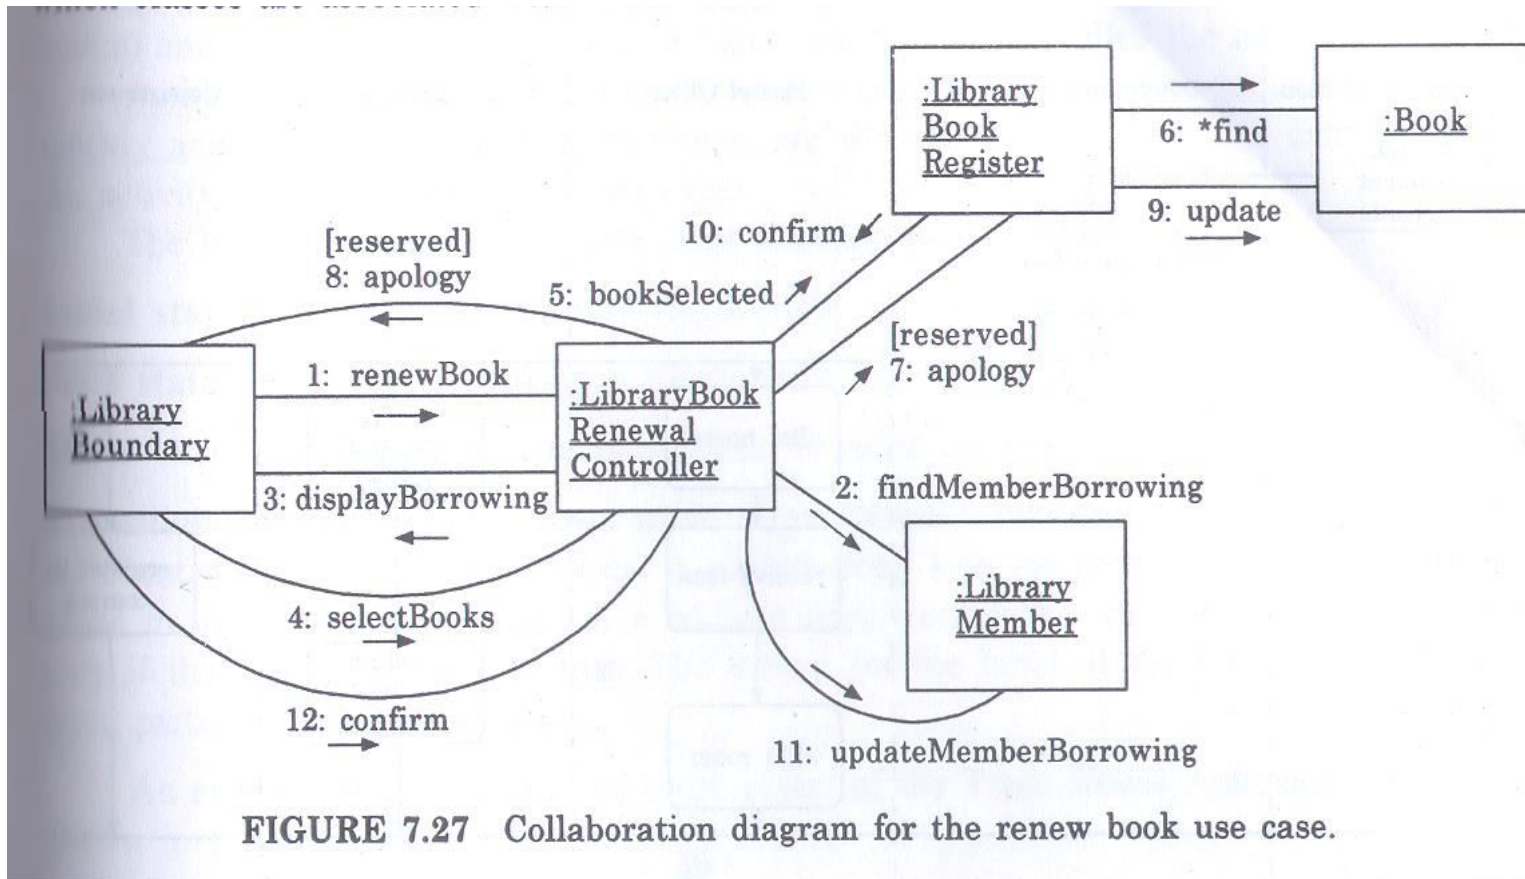 :Library
Book
Register
6: *find
:Book
9: update
10: confirm
[reserved]
8: apology
5: bookSelected
[reserved]
7: apology
1: renewBook
:Library
Boundary
:LibraryBook
Renewal
Controller
3: displayBorrowing
2: findMemberBorrowing
4: selectBooks
:Library
Member
12: confirm
11: updateMemberBorrowing
FIGURE 7.27 Collaboration diagram for the renew book use case.